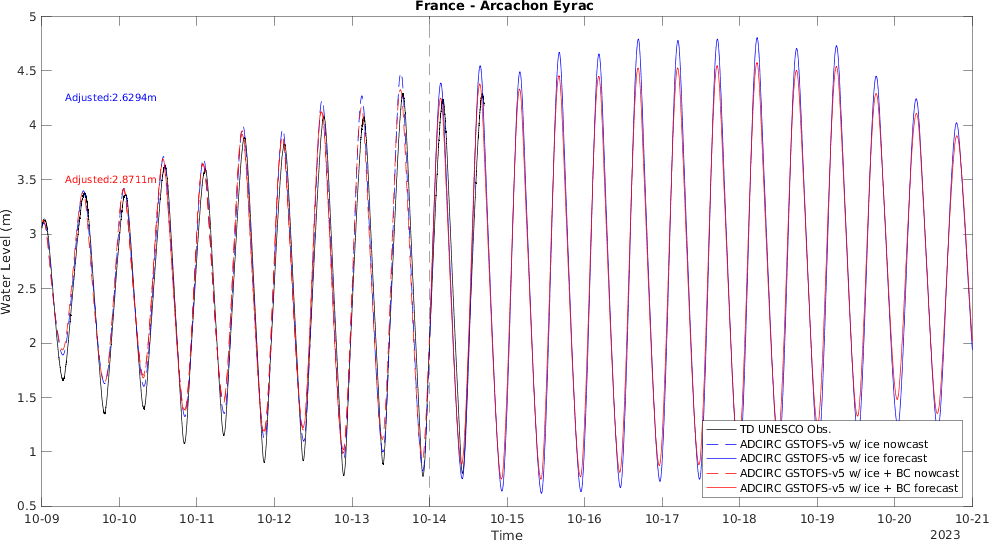 France - Arcachon Eyrac
5
4.5
4
3.5
3
2.5
2
1.5
1
0.5
Water Level (m)
Adjusted:2.6294m
Adjusted:2.8711m
TD UNESCO Obs.
ADCIRC GSTOFS-v5 w/ ice nowcast
ADCIRC GSTOFS-v5 w/ ice forecast
ADCIRC GSTOFS-v5 w/ ice + BC nowcast
ADCIRC GSTOFS-v5 w/ ice + BC forecast
10-09 10-10 10-11 10-12 10-13 10-14 10-15 10-16 10-17 10-18 10-19 10-20 10-21
Time
2023